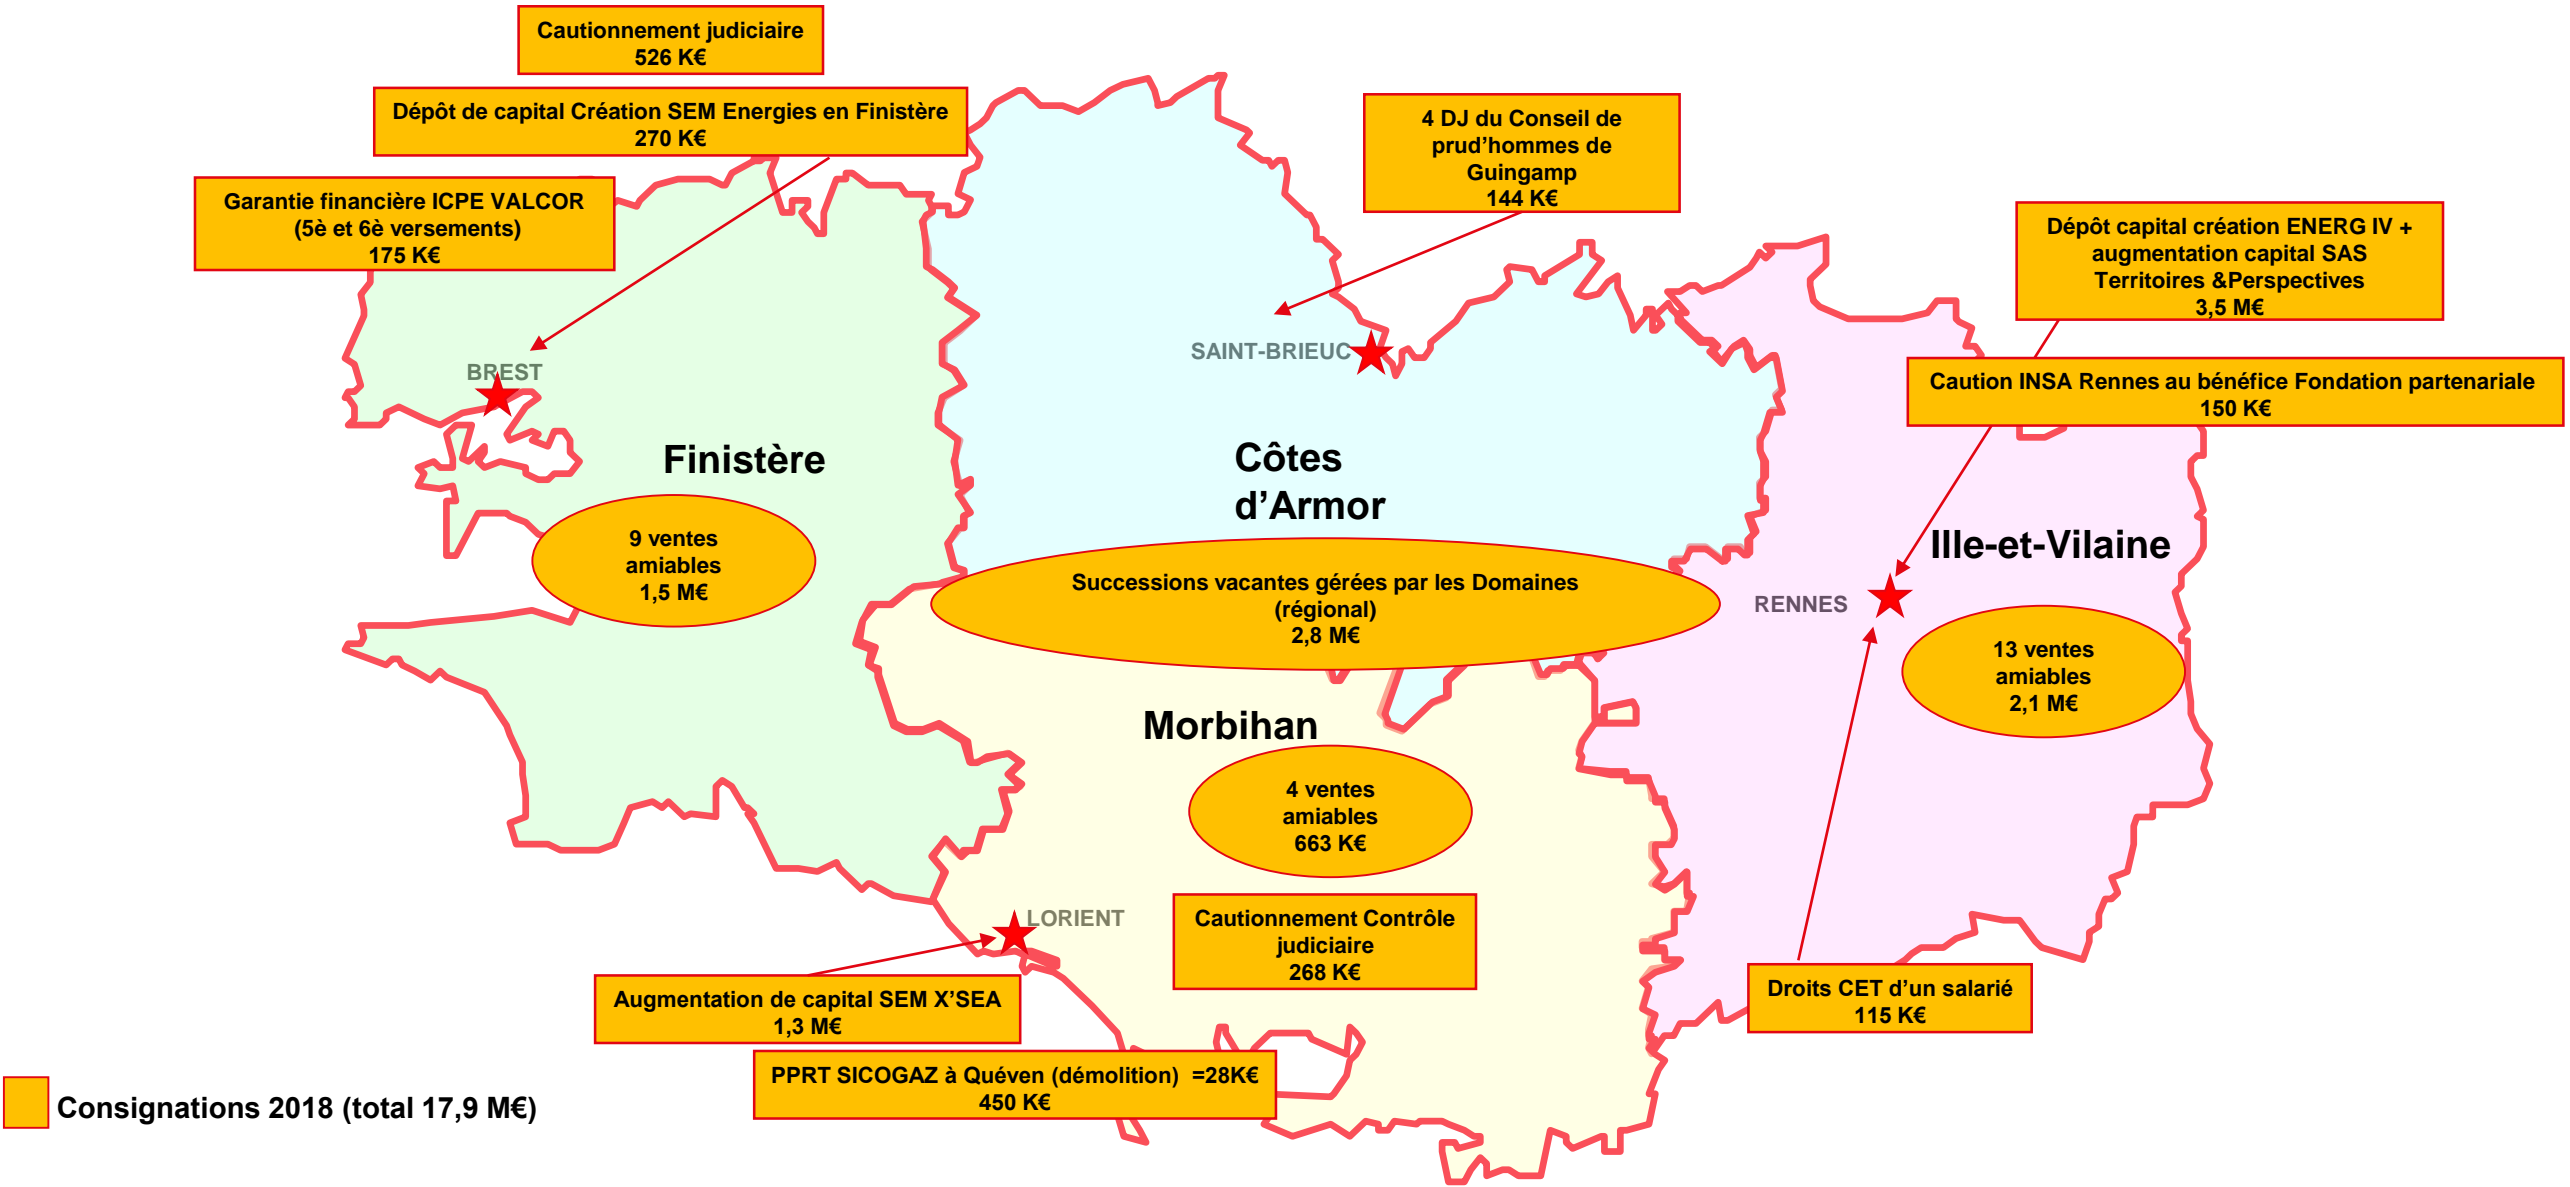 Cautionnement judiciaire
526 K€
Dépôt de capital Création SEM Energies en Finistère
270 K€
Garantie financière ICPE VALCOR
(5è et 6è versements)
175 K€
4 DJ du Conseil de
prud'hommes de
Guingamp
144 K€
Dépôt capital création ENERG IV +
augmentation capital SAS
Territoires &Perspectives
3,5 M€
Caution INSA Rennes au bénéfice Fondation partenariale
150 K€
BREST
SAINT-BRIEUC
Finistère
Côtes
d’Armor
Ille-et-Vilaine
9 ventes
amiables
1,5 M€
Successions vacantes gérées par les Domaines
(régional)
2,8 M€
RENNES
13 ventes
amiables
2,1 M€
Morbihan
4 ventes
amiables
663 K€
LORIENT
Cautionnement Contrôle
judiciaire
268 K€
Augmentation de capital SEM X’SEA
1,3 M€
Droits CET d’un salarié
115 K€
PPRT SICOGAZ à Quéven (démolition) =28K€
450 K€
Consignations 2018 (total 17,9 M€)